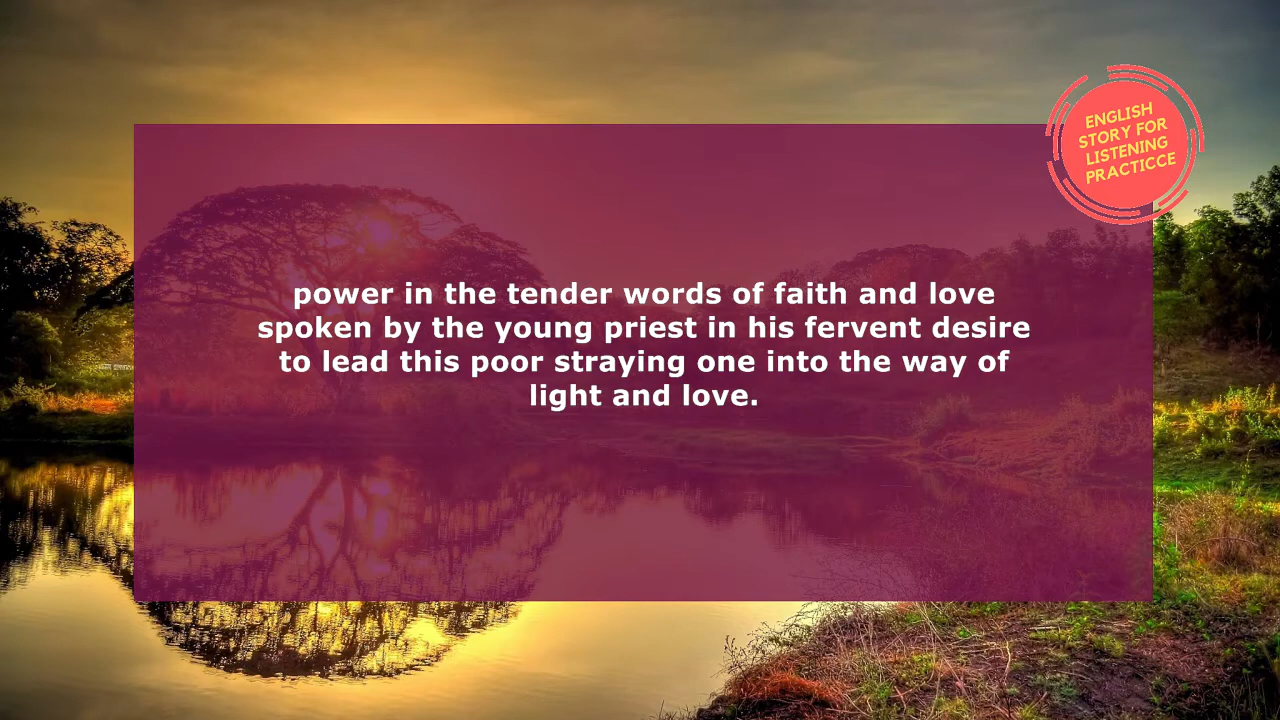 ENGLISH
STORY FOR
LISTENING
PRACTICCE
power in the tender words of faith and love
spoken by the young priest in his fervent desire
to lead this poor straying one into the way of
light and love.